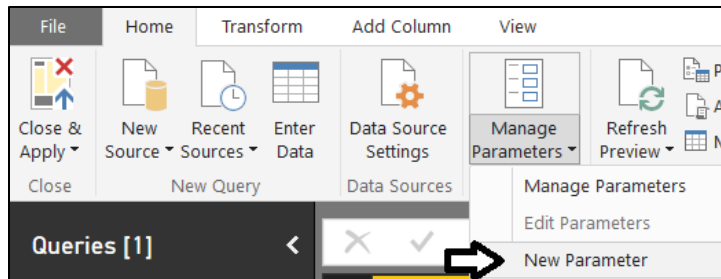 File Home Transform Add Column View
Close & New Recent Enter Data Source Manage Refresh
Apply Source Sources Data Settings Parameters Preview
Close New Query Data Sources
Manage Parameters
Edit Parameters
Queries [1]
New Parameter